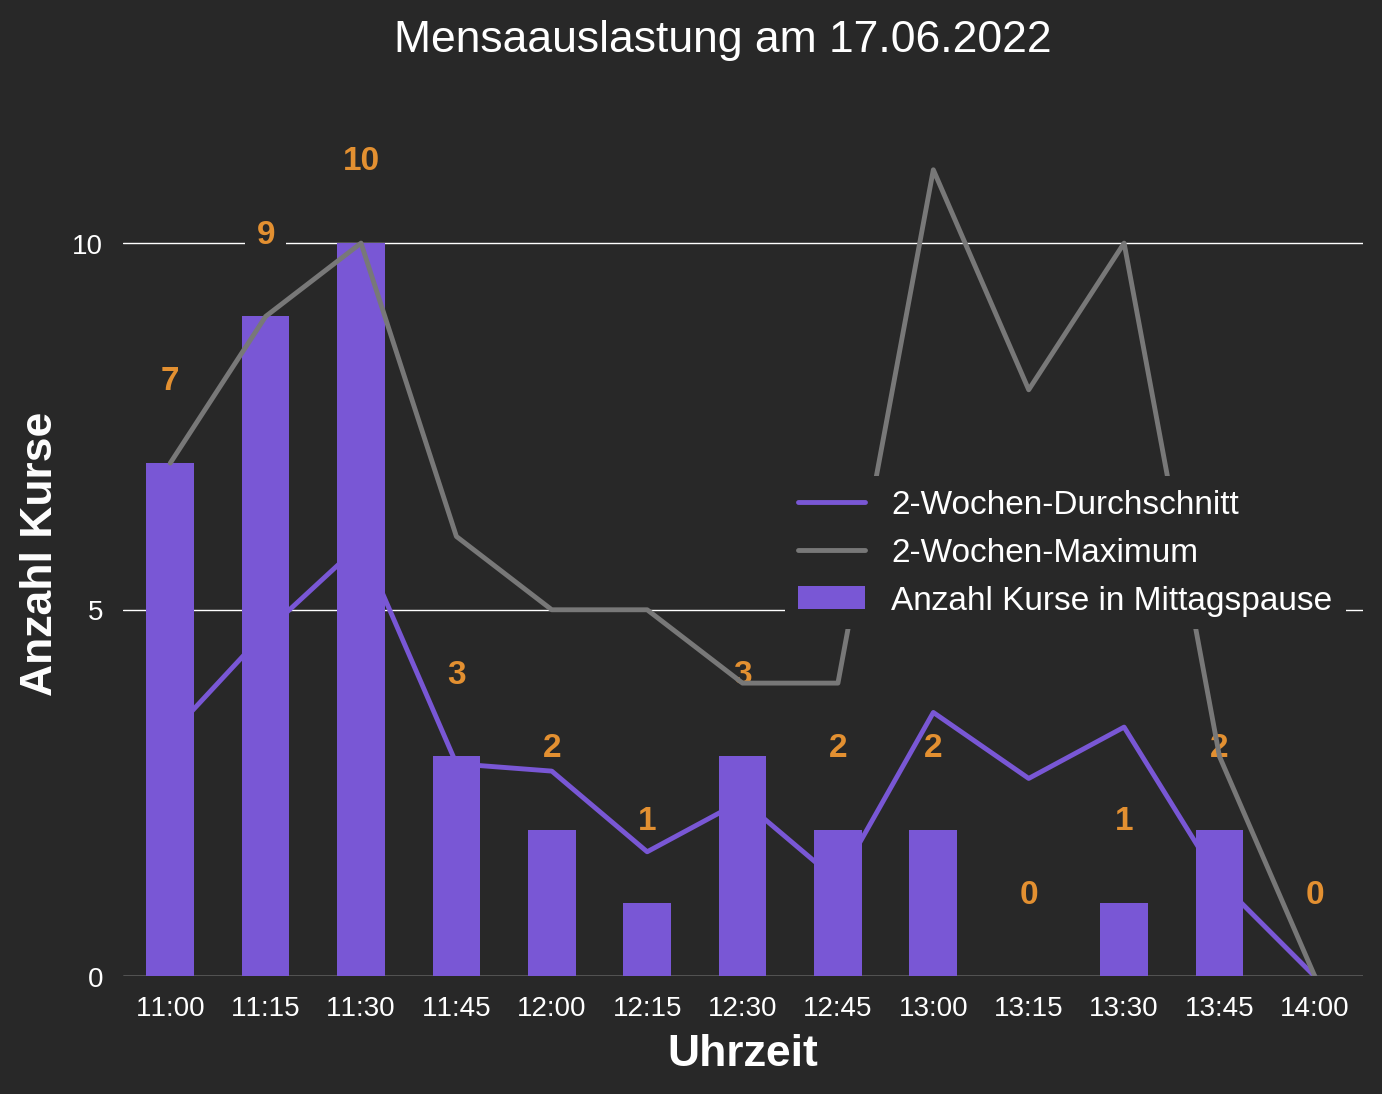 Mensaauslastung am 17.06.2022
10
9
10
7
Anzahl Kurse
2-Wochen-Durchschnitt
2-Wochen-Maximum
Anzahl Kurse in Mittagspause
5
3
3
2
2
2
2
1
1
0
0
0
11:00 11:15 11:30 11:45 12:00 12:15 12:30 12:45 13:00 13:15 13:30 13:45 14:00
Uhrzeit